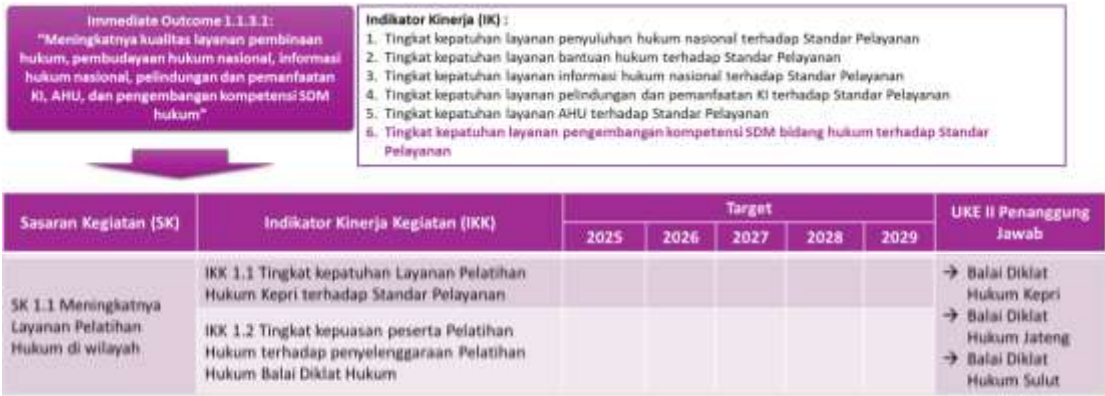 Immediate Outcome 1.1.3.1:
"Meningkatnya kualitas layanan pembinaan
hukum, pembudayaan hukum nasional, informasi
hukum nasional, pelindungan dan pemanfaatan
KI, AHU, dan pengembangan kompetensi SDM
hukum"
Indikator Kinerja (IK) :
1. Tingkat kepatuhan layanan penyuluhan hukum nasional terhadap Standar Pelayanan
2. Tingkat kepatuhan layanan bantuan hukum terhadap Standar Pelayanan
3. Tingkat kepatuhan layanan informasi hukum nasional terhadap Standar Pelayanan
4. Tingkat kepatuhan layanan pelindungan dan pemanfaatan KI terhadap Standar Pelayanan
5. Tingkat kepatuhan layanan AHU terhadap Standar Pelayanan
6. Tingkat kepatuhan layanan pengembangan kompetensi SDM bidang hukum terhadap Standar
Pelayanan
Sasaran Kegiatan (SK)
Indikator Kinerja Kegiatan (IKK)
Target
2025 2026 2027 2028 2029
UKE II Penanggung
Jawab
SK 1.1 Meningkatnya
Layanan Pelatihan
Hukum di wilayah
IKK 1.1 Tingkat kepatuhan Layanan Pelatihan
Hukum Kepri terhadap Standar Pelayanan
IKK 1.2 Tingkat kepuasan peserta Pelatihan
Hukum terhadap penyelenggaraan Pelatihan
Hukum Balai Diklat Hukum
→ Balai Diklat
Hukum Kepri
→ Balai Diklat
Hukum Jateng
→ Balai Diklat
Hukum Sulut